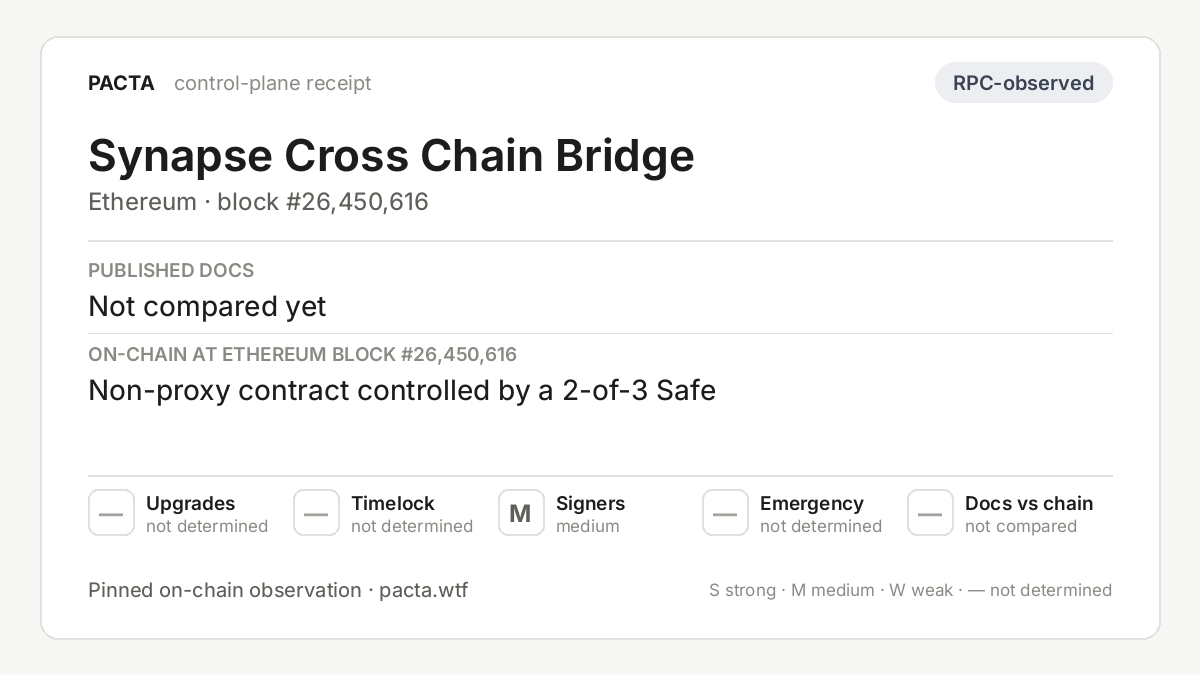 PACTA control-plane receipt
RPC-observed
Synapse Cross Chain Bridge
Ethereum · block #26,450,616
PUBLISHED DOCS
Not compared yet
ON-CHAIN AT ETHEREUM BLOCK #26,450,616
Non-proxy contract controlled by a 2-of-3 Safe
— Upgrades
not determined
— Timelock
not determined
M Signers
medium
— Emergency
not determined
— Docs vs chain
not compared
Pinned on-chain observation · pacta.wtf
S strong · M medium · W weak · — not determined